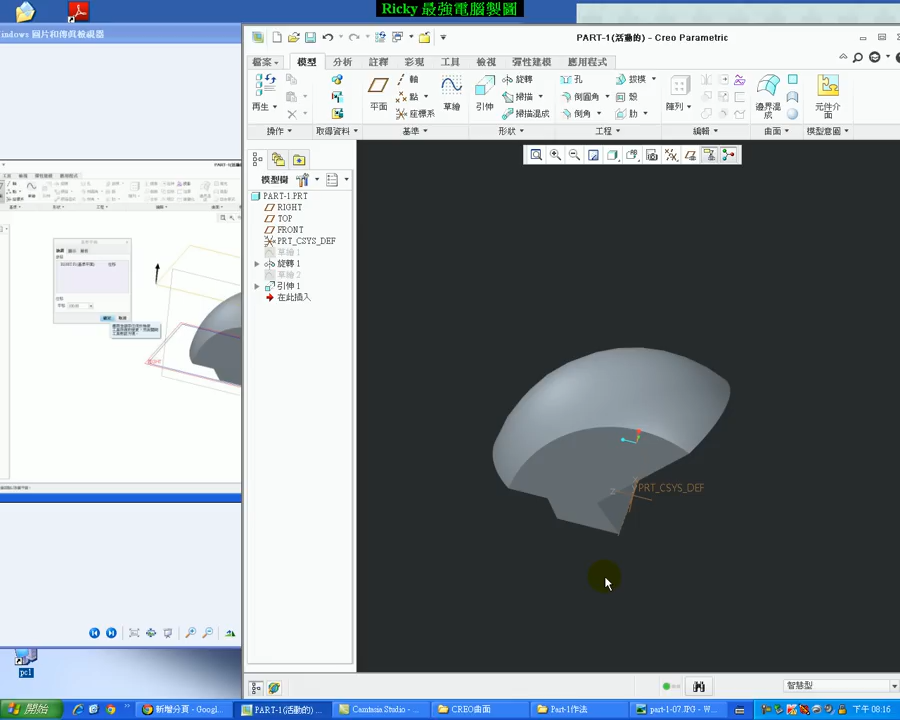 Ricky 最強電腦製圖
indows 圖片和傳真檢視器
PART-1(活動的) - Creo Parametric
檔案
模型
分析
註釋
彩現
工具
檢視
彈性建模
應用程式
再生
平面
軸
點
座標系
草繪
引伸
旋轉
掃描
掃描混成
孔
倒圓角
倒角
拔模
殼
肋
陣列
邊界混成
元件介面
操作
取得資料
基準
形狀
工程
編輯
曲面
模型意圖
模型樹
PART-1.PRT
RIGHT
TOP
FRONT
PRT_CSYS_DEF
草繪 1
旋轉 1
草繪 2
引伸 1
在此插入
PRT_CSYS_DEF
pc1
智慧型
開始
新增分頁 - Googl...
PART-1(活動的) ...
Camtasia Studio - ...
CREO曲面
Part-1作法
part-1-07.JPG - W...
下午 08:16